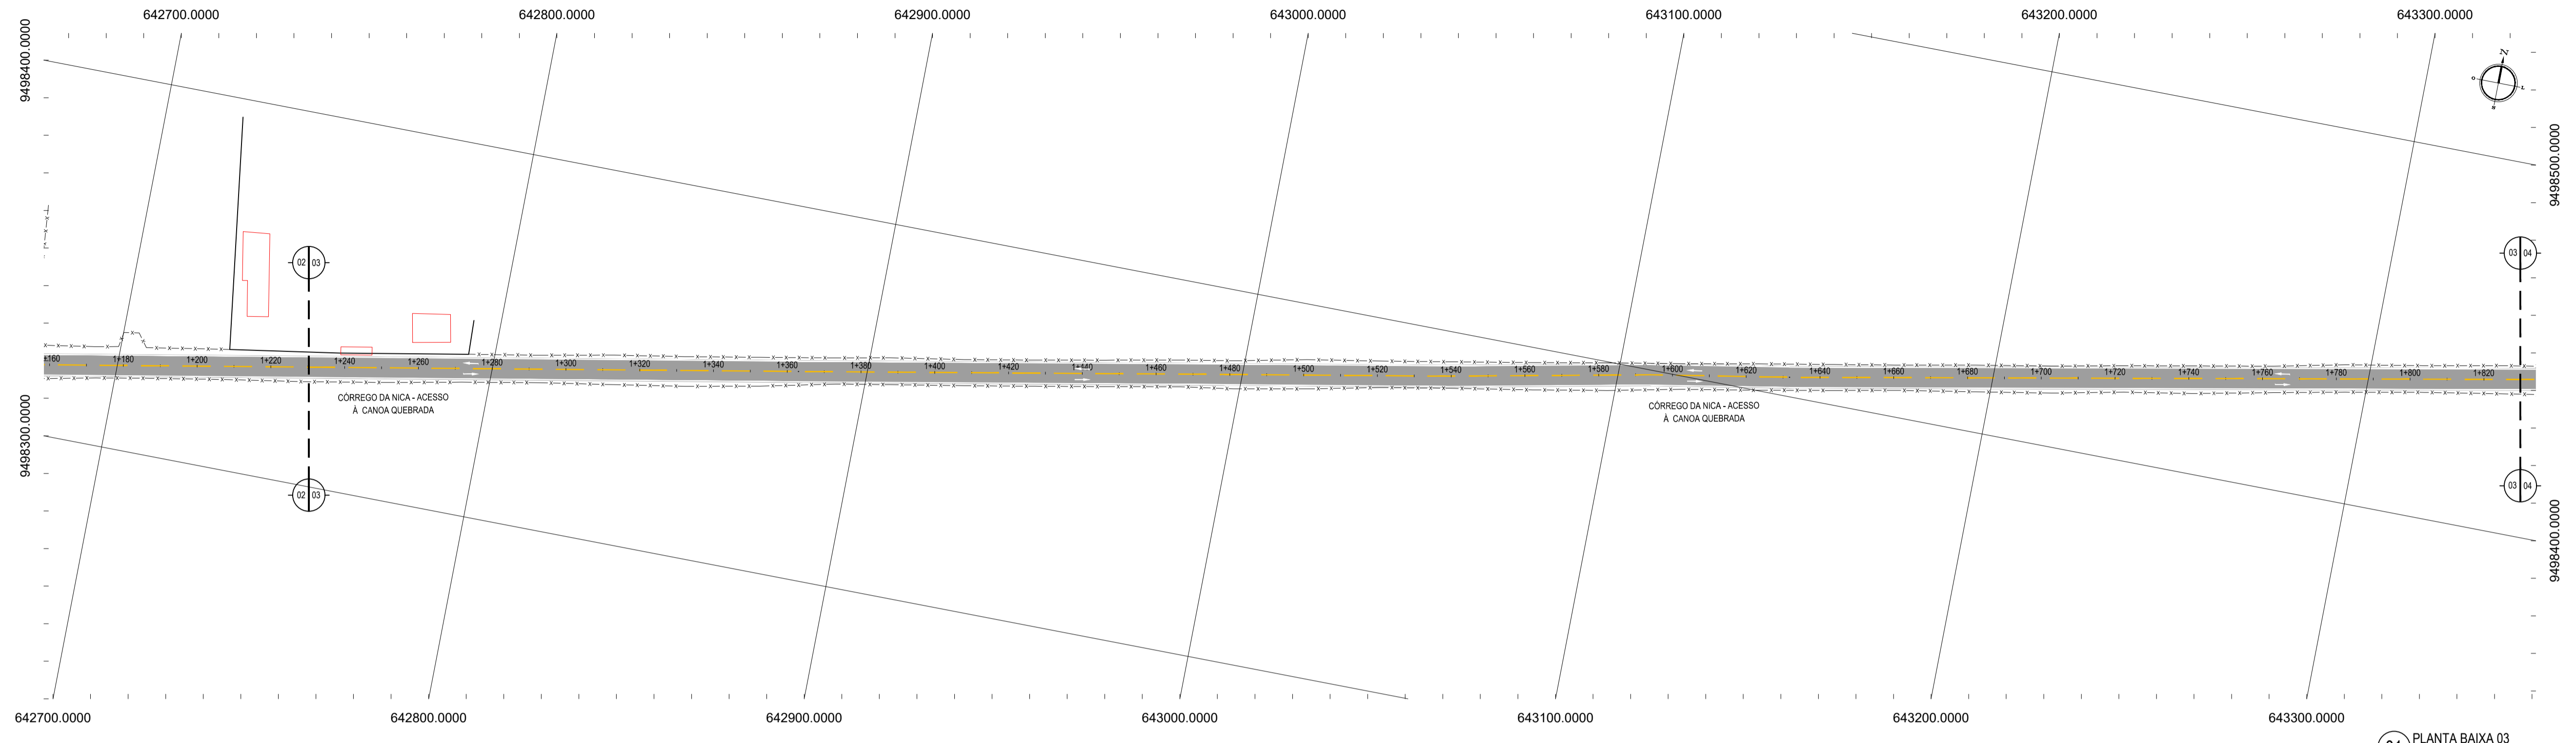 642700.0000 642800.0000 642900.0000 643000.0000 643100.0000 643200.0000 643300.0000
9498400.0000
9498300.0000
N
O
L
S
9498500.0000
9498400.0000
02 03
03 04
1+160 1+180 1+200 1+220 1+240 1+260 1+280 1+300 1+320 1+340 1+360 1+380 1+400 1+420 1+440 1+460 1+480 1+500 1+520 1+540 1+560 1+580 1+600 1+620 1+640 1+660 1+680 1+700 1+720 1+740 1+760 1+780 1+800 1+820
CÓRREGO DA NICA - ACESSO
À CANOA QUEBRADA
CÓRREGO DA NICA - ACESSO
À CANOA QUEBRADA
02 03
03 04
642700.0000 642800.0000 642900.0000 643000.0000 643100.0000 643200.0000 643300.0000
PLANTA BAIXA 03